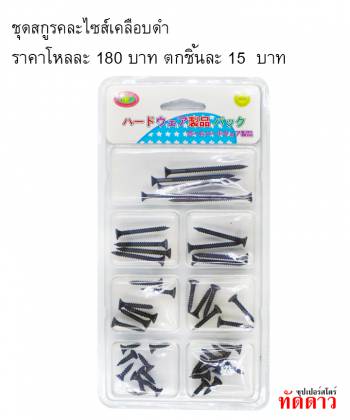 ชุดสกูรคละไซส์เคลือบดำ
ราคาโหลละ 180 บาท ตกชิ้นละ 15 บาท
ハードウェア製品 パック
ซุปเปอร์สโตร์
ทัดดาว